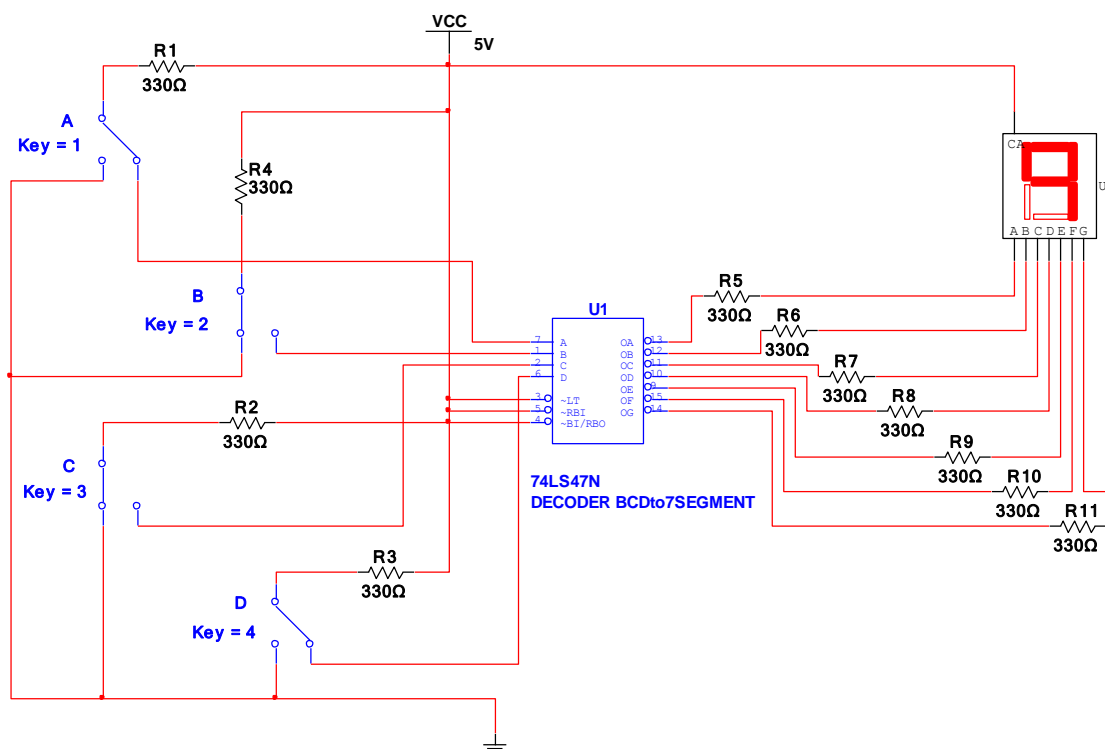 VCC
5V
R1
330Ω
A
Key = 1
R4
330Ω
CA
U
A B C D E F G
B
Key = 2
R5
330Ω
R6
330Ω
R7
330Ω
R8
330Ω
R9
330Ω
R10
330Ω
R11
330Ω
U1
7 A OA 13
1 B OB 12
2 C OC 11
6 D OD 10
OE 9
3 ~LT OF 15
5 ~RBI OG 14
4 ~BI/RBO
74LS47N
DECODER BCDto7SEGMENT
R2
330Ω
C
Key = 3
R3
330Ω
D
Key = 4